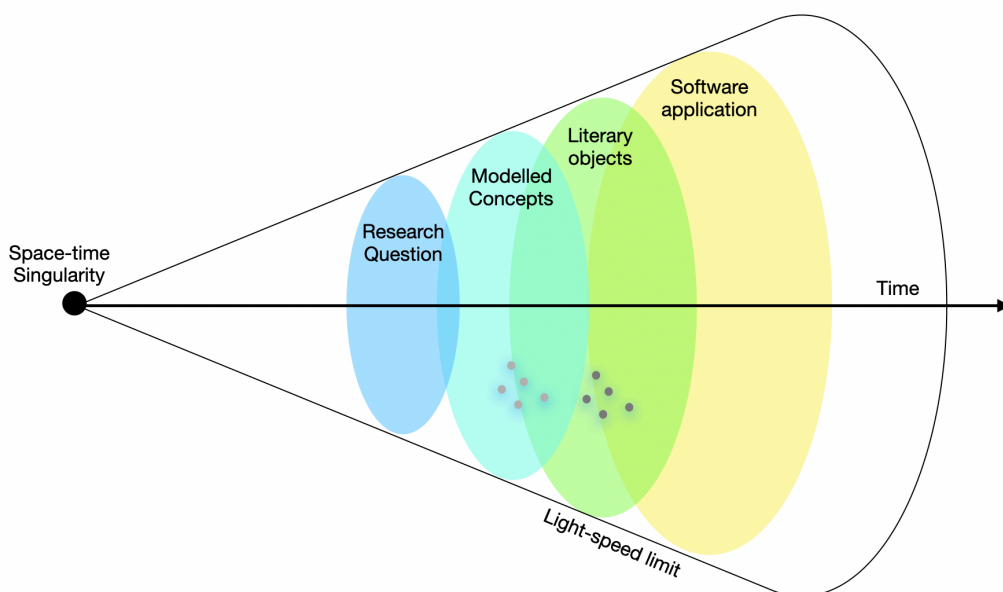 Software
application
Literary
objects
Modelled
Concepts
Research
Question
Space-time
Singularity
Time
Light-speed limit